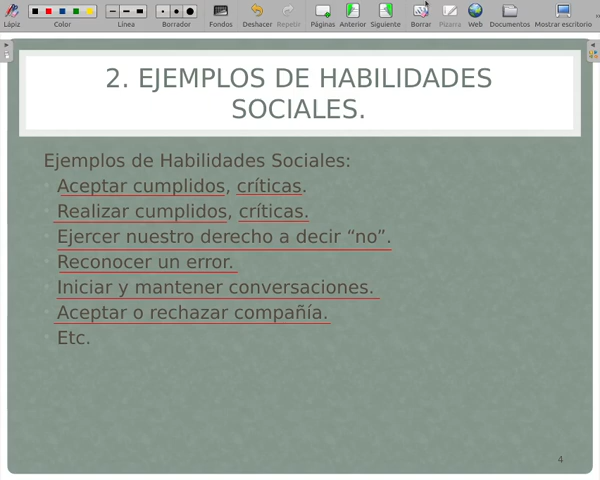 Lápiz Color Línea Borrador Fondos Deshacer Repetir Páginas Anterior Siguiente Borrar Pizarra Web Documentos Mostrar escritorio
2. EJEMPLOS DE HABILIDADES
SOCIALES.
Ejemplos de Habilidades Sociales:
Aceptar cumplidos, críticas.
Realizar cumplidos, críticas.
Ejercer nuestro derecho a decir “no”.
Reconocer un error.
Iniciar y mantener conversaciones.
Aceptar o rechazar compañía.
Etc.
4